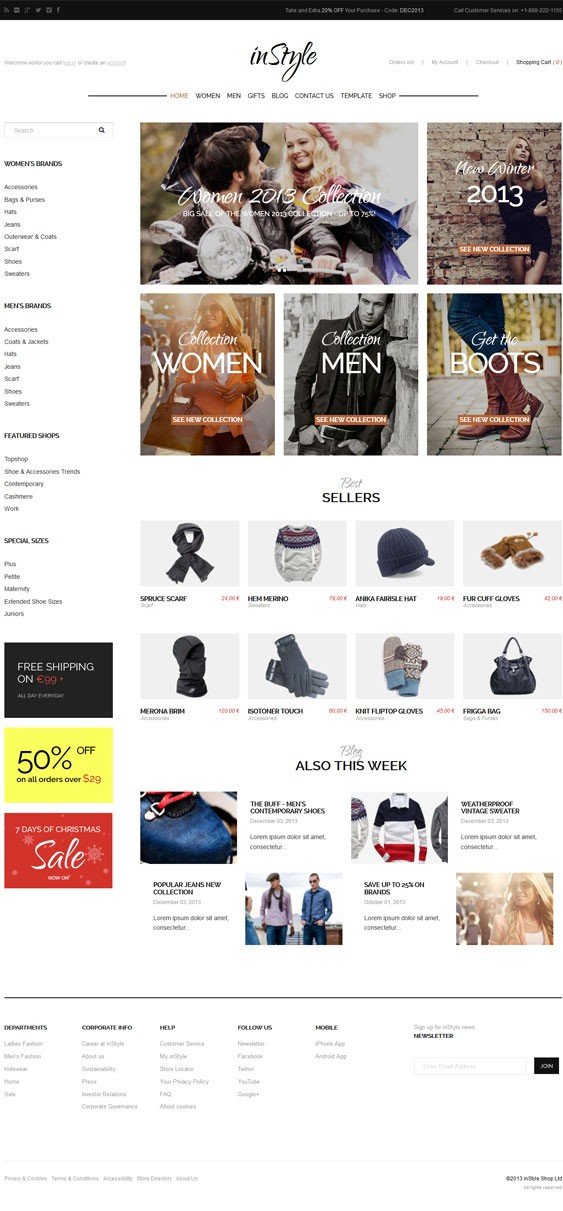 Take and Extra 20% OFF Your Purchase - Code: DEC2013
Call Customer Services on: +1-888-222-1155
Welcome visitor you can log in or create an account
inStyle
Orders list | My Account | Checkout | Shopping Cart ( 0 )
HOME WOMEN MEN GIFTS BLOG CONTACT US TEMPLATE SHOP
Search ...
WOMEN'S BRANDS
Accessories
Bags & Purses
Hats
Jeans
Outerwear & Coats
Scarf
Shoes
Sweaters
MEN'S BRANDS
Accessories
Coats & Jackets
Hats
Jeans
Scarf
Shoes
Sweaters
FEATURED SHOPS
Topshop
Shoe & Accessories Trends
Contemporary
Cashmere
Work
SPECIAL SIZES
Plus
Petite
Maternity
Extended Shoe Sizes
Juniors
FREE SHIPPING
ON €99 +
ALL DAY EVERYDAY
50% OFF
on all orders over $29
7 DAYS OF CHRISTMAS
Sale
NOW ON!
Women 2013 Collection
BIG SALE OF THE WOMEN 2013 COLLECTION - UP TO 75%!
New Winter
2013
SEE NEW COLLECTION
Collection
WOMEN
SEE NEW COLLECTION
Collection
MEN
SEE NEW COLLECTION
Get the
BOOTS
SEE NEW COLLECTION
Best
SELLERS
SPRUCE SCARF 24,00 €
Scarf
HEM MERINO 79,00 €
Sweaters
ANIKA FAIRISLE HAT 19,00 €
Hats
FUR CUFF GLOVES 42,00 €
Accessories
MERONA BRIM 120,00 €
Accessories
ISOTONER TOUCH 60,00 €
Accessories
KNIT FLIPTOP GLOVES 45,00 €
Accessories
FRIGGA BAG 150,00 €
Bags & Purses
Blog
ALSO THIS WEEK
THE BUFF - MEN'S
CONTEMPORARY SHOES
December 03, 2013
Lorem ipsum dolor sit amet,
consectetur...
WEATHERPROOF
VINTAGE SWEATER
December 03, 2013
Lorem ipsum dolor sit amet,
consectetur...
POPULAR JEANS NEW
COLLECTION
December 03, 2013
Lorem ipsum dolor sit amet,
consectetur...
SAVE UP TO 25% ON
BRANDS
October 01, 2013
Lorem ipsum dolor sit amet,
consectetur...
DEPARTMENTS
Ladies Fashion
Men's Fashion
Kidswear
Home
Sale
CORPORATE INFO
Career at inStyle
About us
Sustainability
Press
Investor Relations
Corporate Governance
HELP
Customer Service
My inStyle
Store Locator
Your Privacy Policy
FAQ
About cookies
FOLLOW US
Newsletter
Facebook
Twitter
YouTube
Google+
MOBILE
iPhone App
Android App
Sign up for inStyle news
NEWSLETTER
Enter Email Address
JOIN
Privacy & Cookies Terms & Conditions Accessibility Store Directory About Us
©2013 inStyle Shop Ltd
All rights reserved